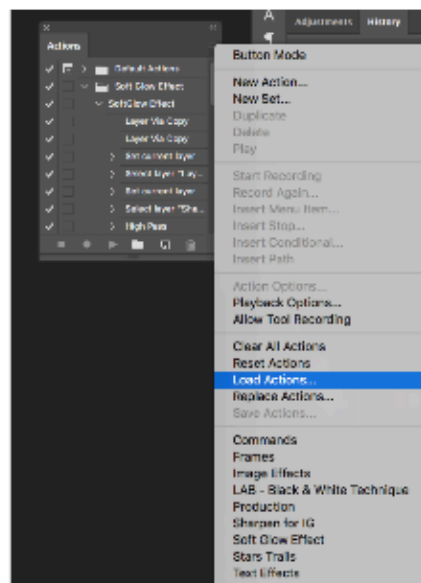 A
Adjustments History
Actions
Default Actions
Soft Glow Effect
SoftGlow Effect
Layer Via Copy
Layer Via Copy
Set current layer
Select layer "Lay...
Set current layer
Select layer "Sha...
High Pass
Button Mode
New Action...
New Set...
Duplicate
Delete
Play
Start Recording
Record Again...
Insert Menu Item...
Insert Stop...
Insert Conditional...
Insert Path
Action Options...
Playback Options...
Allow Tool Recording
Clear All Actions
Reset Actions
Load Actions...
Replace Actions...
Save Actions...
Commands
Frames
Image Effects
LAB - Black & White Technique
Production
Sharpen for IG
Soft Glow Effect
Stars Trails
Text Effects